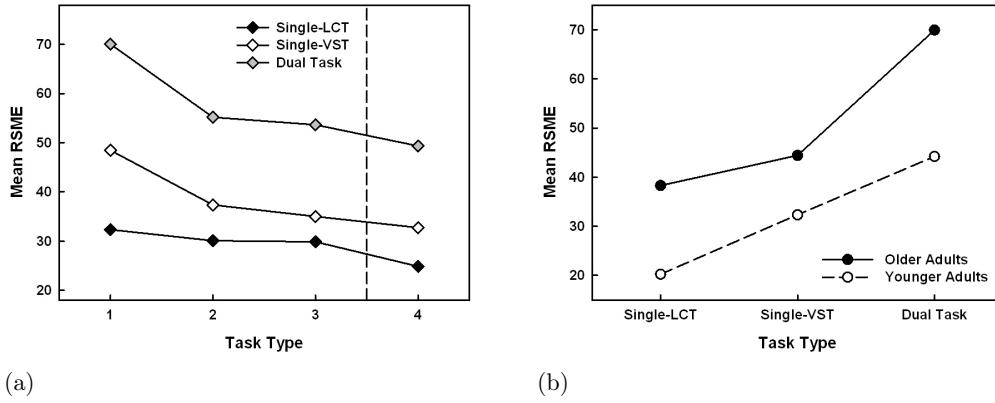 Single-LCT
Single-VST
Dual Task
Mean RSME
70
60
50
40
30
20
1 2 3 4
Task Type
(a)
Mean RSME
70
60
50
40
30
20
Older Adults
Younger Adults
Single-LCT Single-VST Dual Task
Task Type
(b)